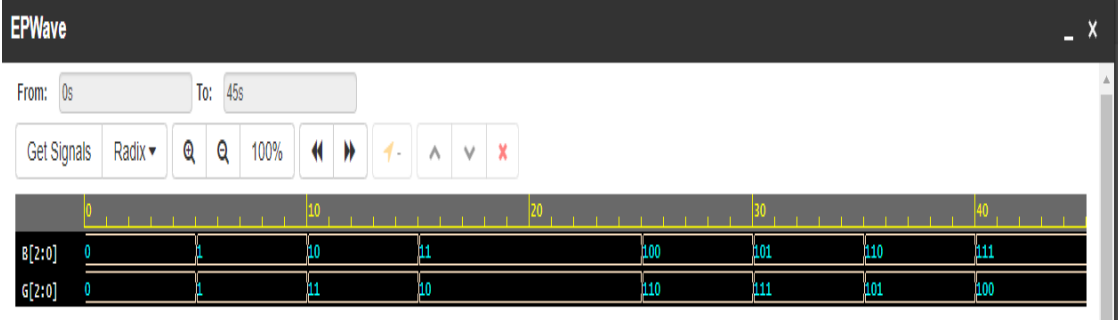 EPWave
From: 0s To: 45s
Get Signals Radix 100% -
0 10 20 30 40
B[2:0] 0 1 10 11 100 101 110 111
G[2:0] 0 1 11 10 110 111 101 100